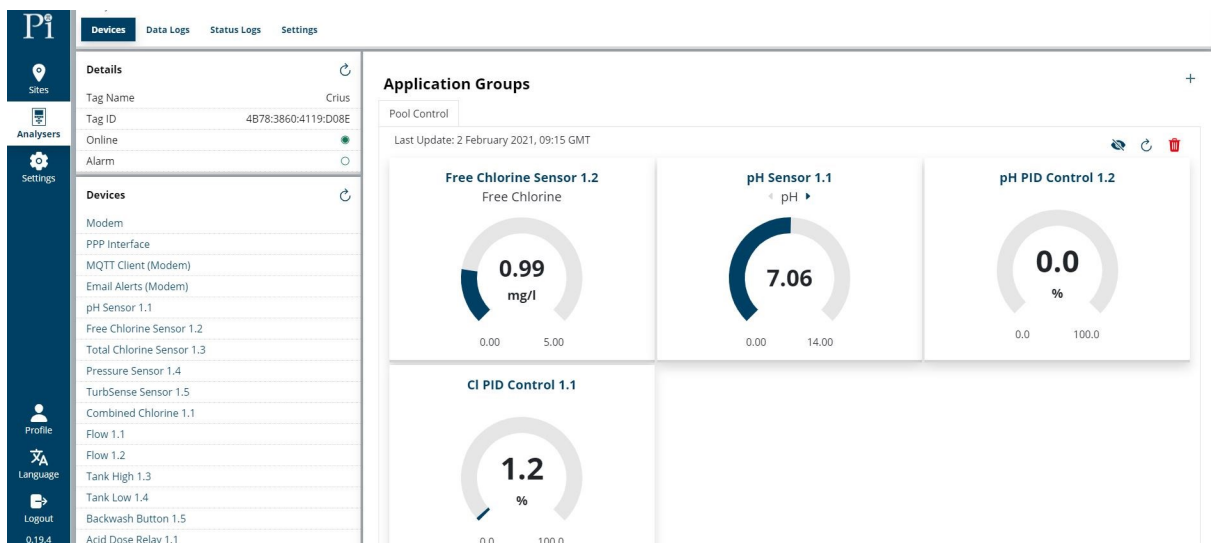 Pi
Devices Data Logs Status Logs Settings
Sites
Analysers
Settings
Profile
Language
Logout
0.19.4
Details
Tag Name Crius
Tag ID 4B78:3860:4119:D08E
Online
Alarm
Devices
Modem
PPP Interface
MQTT Client (Modem)
Email Alerts (Modem)
pH Sensor 1.1
Free Chlorine Sensor 1.2
Total Chlorine Sensor 1.3
Pressure Sensor 1.4
TurbSense Sensor 1.5
Combined Chlorine 1.1
Flow 1.1
Flow 1.2
Tank High 1.3
Tank Low 1.4
Backwash Button 1.5
Acid Dose Relay 1.1
Application Groups
Pool Control
Last Update: 2 February 2021, 09:15 GMT
Free Chlorine Sensor 1.2
Free Chlorine
0.99
mg/l
0.00 5.00
pH Sensor 1.1
pH
7.06
0.00 14.00
pH PID Control 1.2
0.0
%
0.0 100.0
Cl PID Control 1.1
1.2
%
0.0 100.0